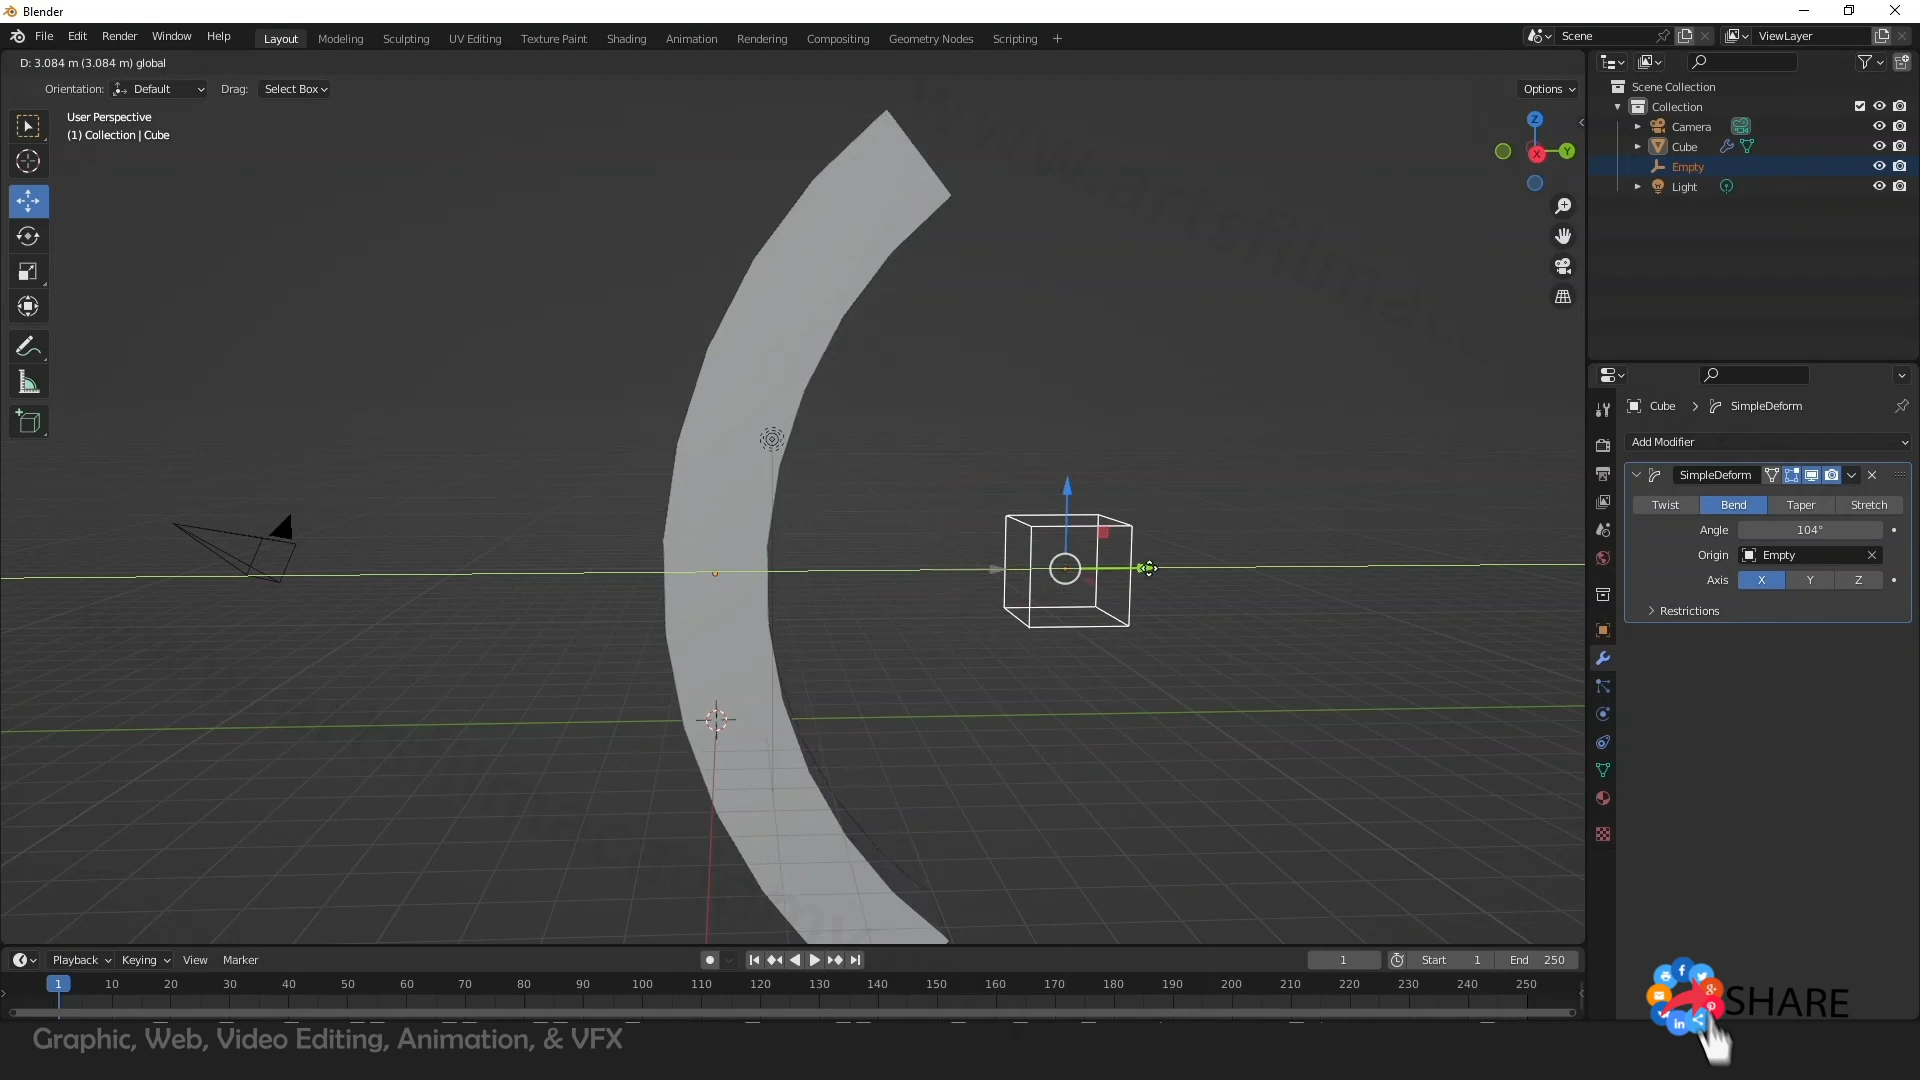 Blender
File Edit Render Window Help Layout Modeling Sculpting UV Editing Texture Paint Shading Animation Rendering Compositing Geometry Nodes Scripting + Scene ViewLayer
D: 3.084 m (3.084 m) global
Orientation: Default Drag: Select Box Options
User Perspective
(1) Collection | Cube
Z
X Y
Scene Collection
Collection
Camera
Cube
Empty
Light
Cube > SimpleDeform
Add Modifier
SimpleDeform
Twist Bend Taper Stretch
Angle 104°
Origin Empty
Axis X Y Z
Restrictions
www.artsfilmacade
Playback Keying View Marker 1 Start 1 End 250
1 10 20 30 40 50 60 70 80 90 100 110 120 130 140 150 160 170 180 190 200 210 220 230 240 250
SHARE
Graphic, Web, Video Editing, Animation, & VFX